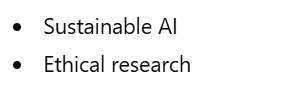 • Sustainable AI
• Ethical research